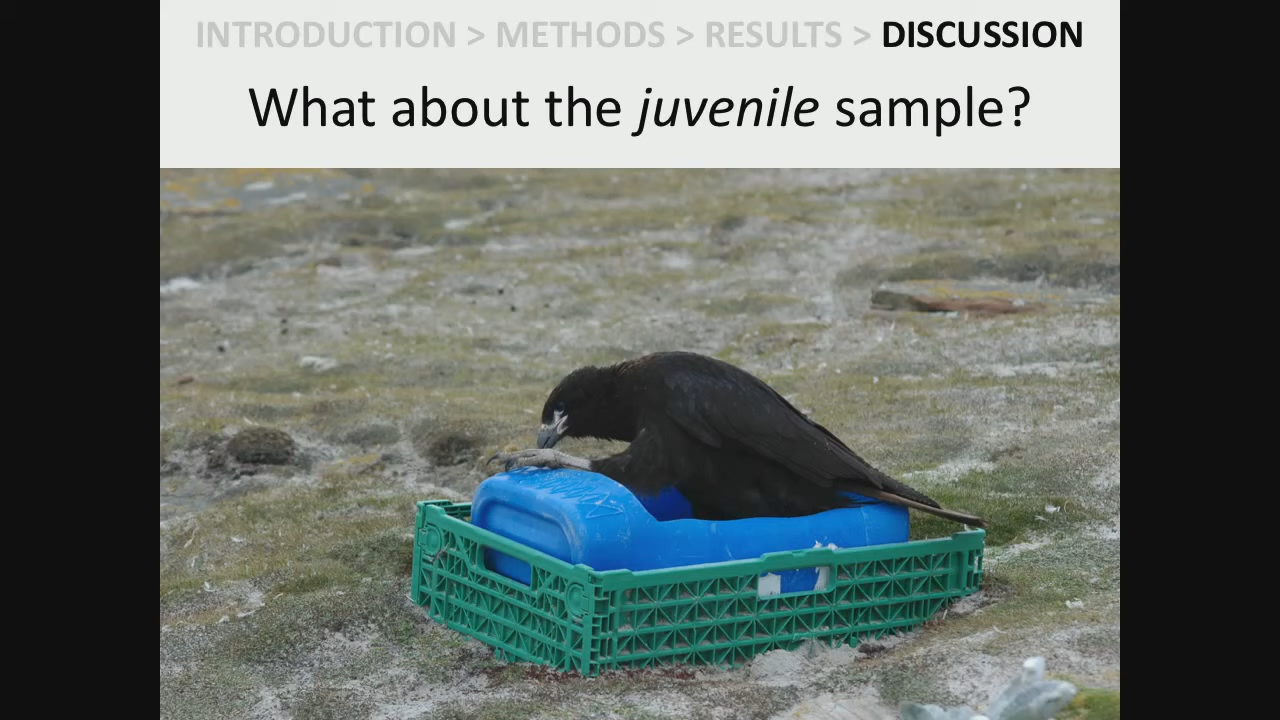 INTRODUCTION > METHODS > RESULTS > DISCUSSION
What about the juvenile sample?